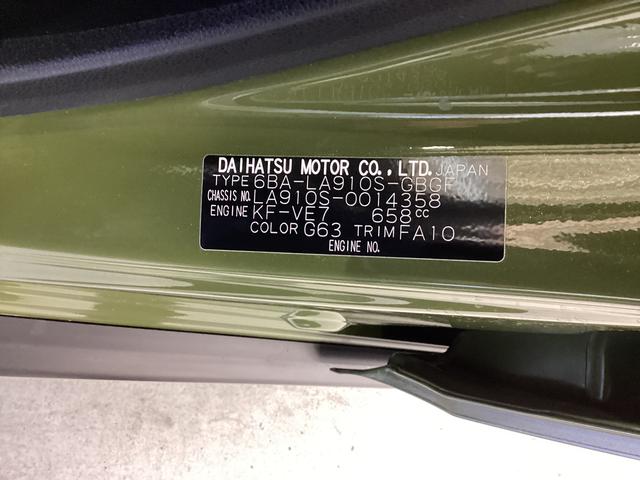 DAIHATSU MOTOR CO., LTD. JAPAN
TYPE 6BA-LA910S-GBGF
CHASSIS NO. LA910S-0014358
ENGINE KF-VE7 658cc
COLOR G63 TRIM FA10
ENGINE NO.